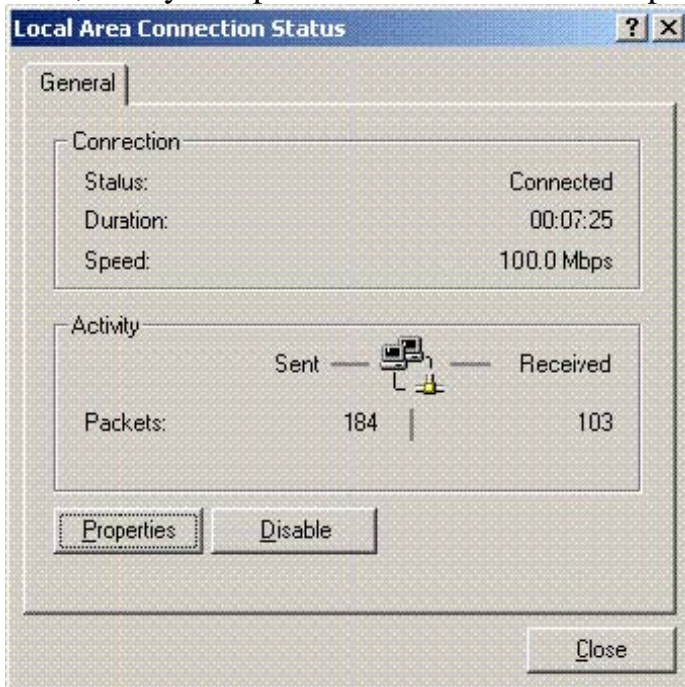 Local Area Connection Status
General
Connection
Status:	Connected
Duration:	00:07:25
Speed:	100.0 Mbps
Activity
Sent	Received
Packets:	184	103
Properties	Disable
Close